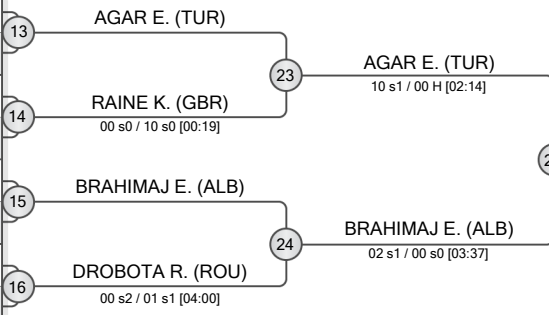 13
AGAR E. (TUR)
23
AGAR E. (TUR)
10 s1 / 00 H [02:14]
14
RAINE K. (GBR)
00 s0 / 10 s0 [00:19]
15
BRAHIMAJ E. (ALB)
24
BRAHIMAJ E. (ALB)
02 s1 / 00 s0 [03:37]
16
DROBOTA R. (ROU)
00 s2 / 01 s1 [04:00]